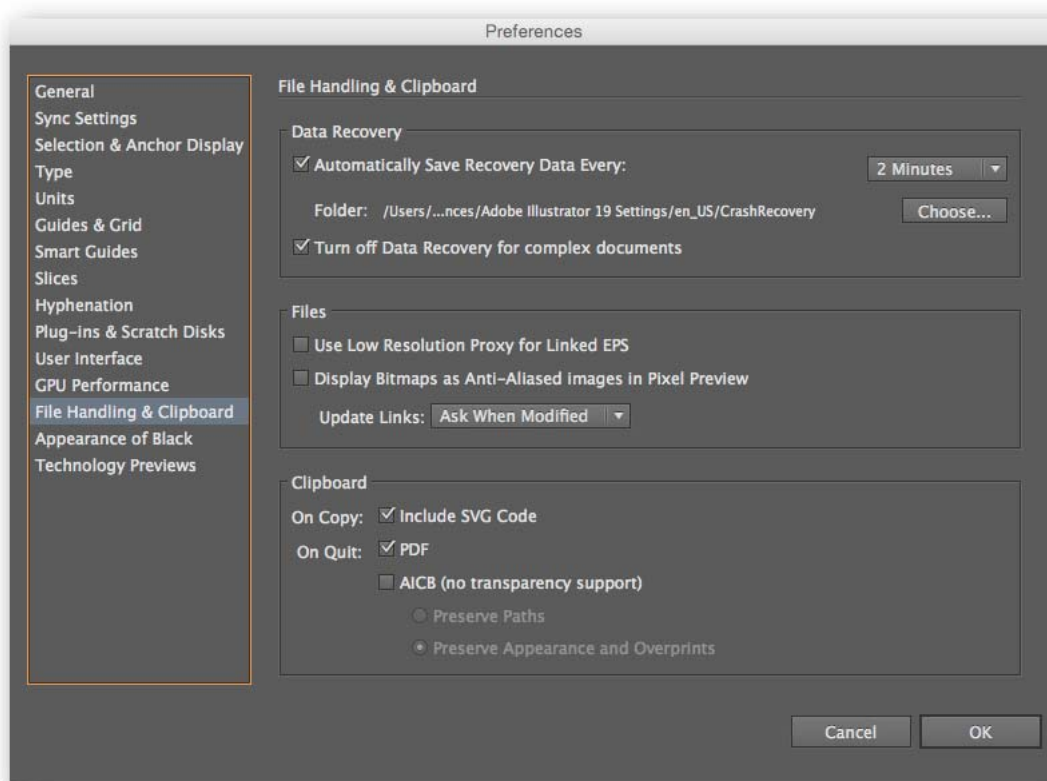 Preferences
General
Sync Settings
Selection & Anchor Display
Type
Units
Guides & Grid
Smart Guides
Slices
Hyphenation
Plug-ins & Scratch Disks
User Interface
GPU Performance
File Handling & Clipboard
Appearance of Black
Technology Previews
File Handling & Clipboard
Data Recovery
Automatically Save Recovery Data Every: 2 Minutes
Folder: /Users/...nces/Adobe Illustrator 19 Settings/en_US/CrashRecovery Choose...
Turn off Data Recovery for complex documents
Files
Use Low Resolution Proxy for Linked EPS
Display Bitmaps as Anti-Aliased images in Pixel Preview
Update Links: Ask When Modified
Clipboard
On Copy: Include SVG Code
On Quit: PDF
AICB (no transparency support)
Preserve Paths
Preserve Appearance and Overprints
Cancel OK